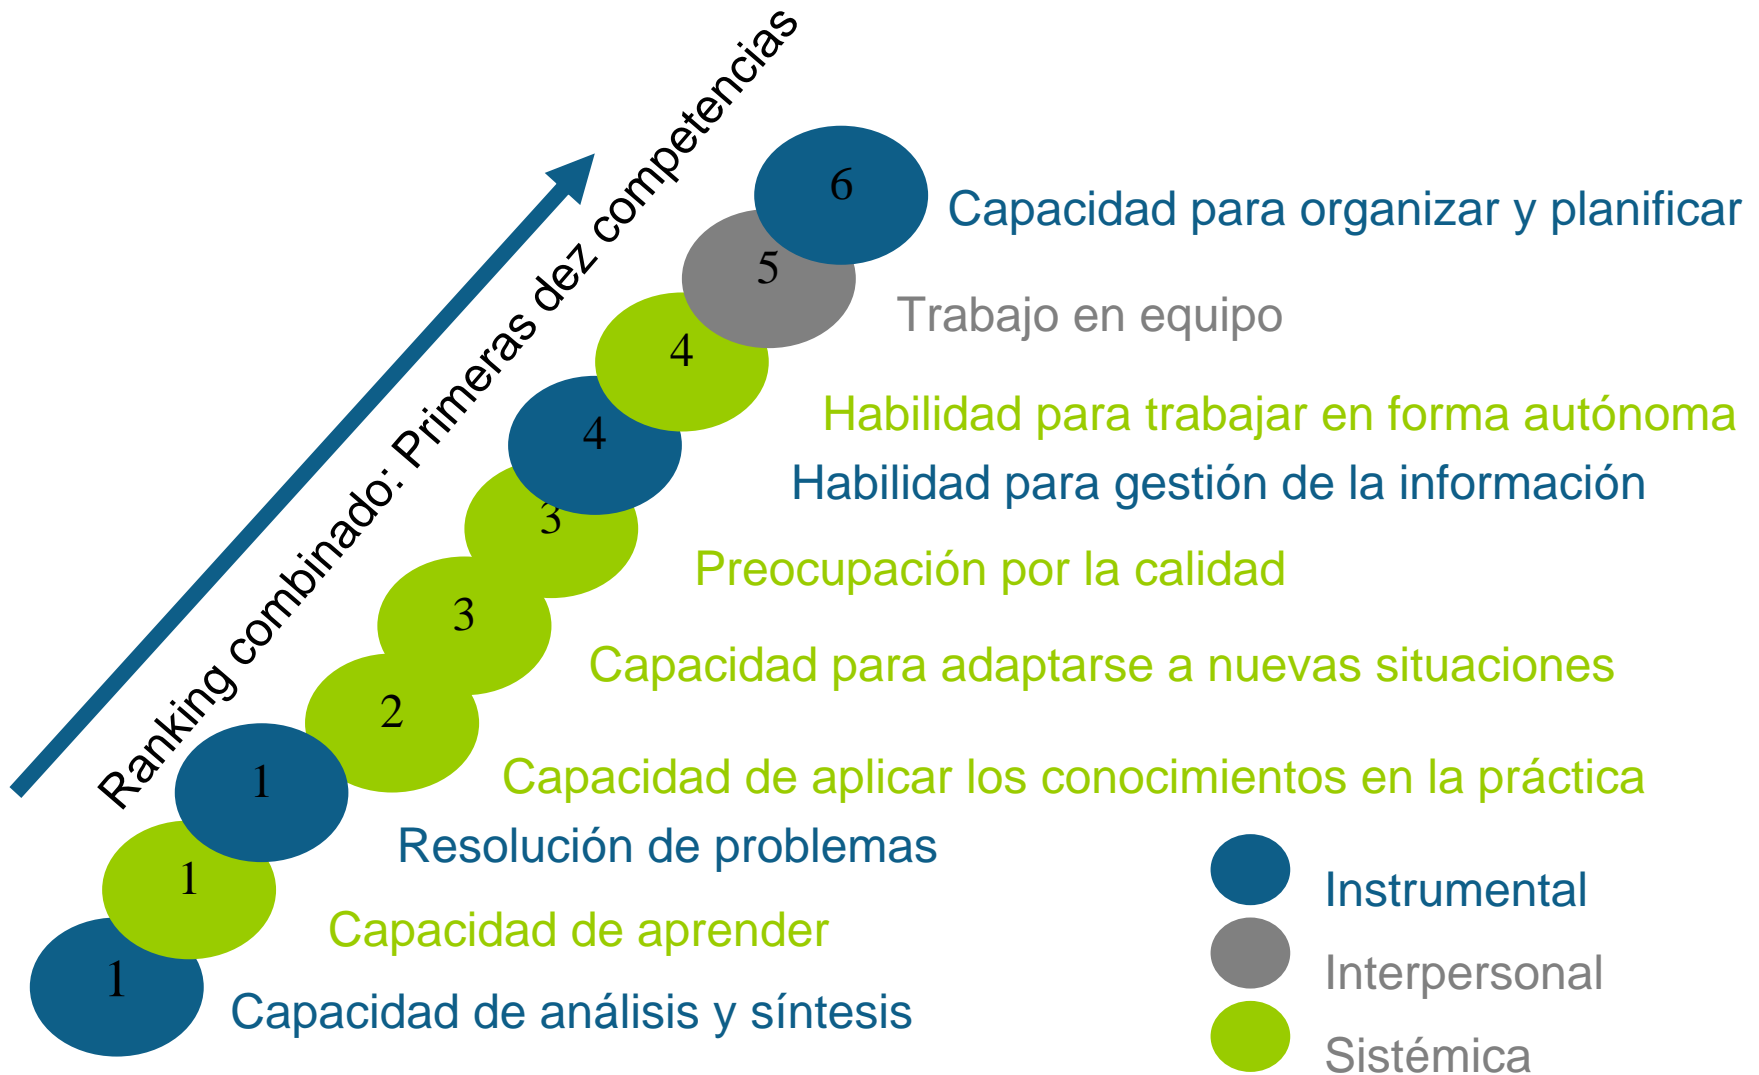 Ranking combinado: Primeras dez competencias
6
Capacidad para organizar y planificar
5
Trabajo en equipo
4
Habilidad para trabajar en forma autónoma
4
Habilidad para gestión de la información
3
Preocupación por la calidad
3
Capacidad para adaptarse a nuevas situaciones
2
Capacidad de aplicar los conocimientos en la práctica
1
Resolución de problemas
1
Capacidad de aprender
1
Capacidad de análisis y síntesis
Instrumental
Interpersonal
Sistémica